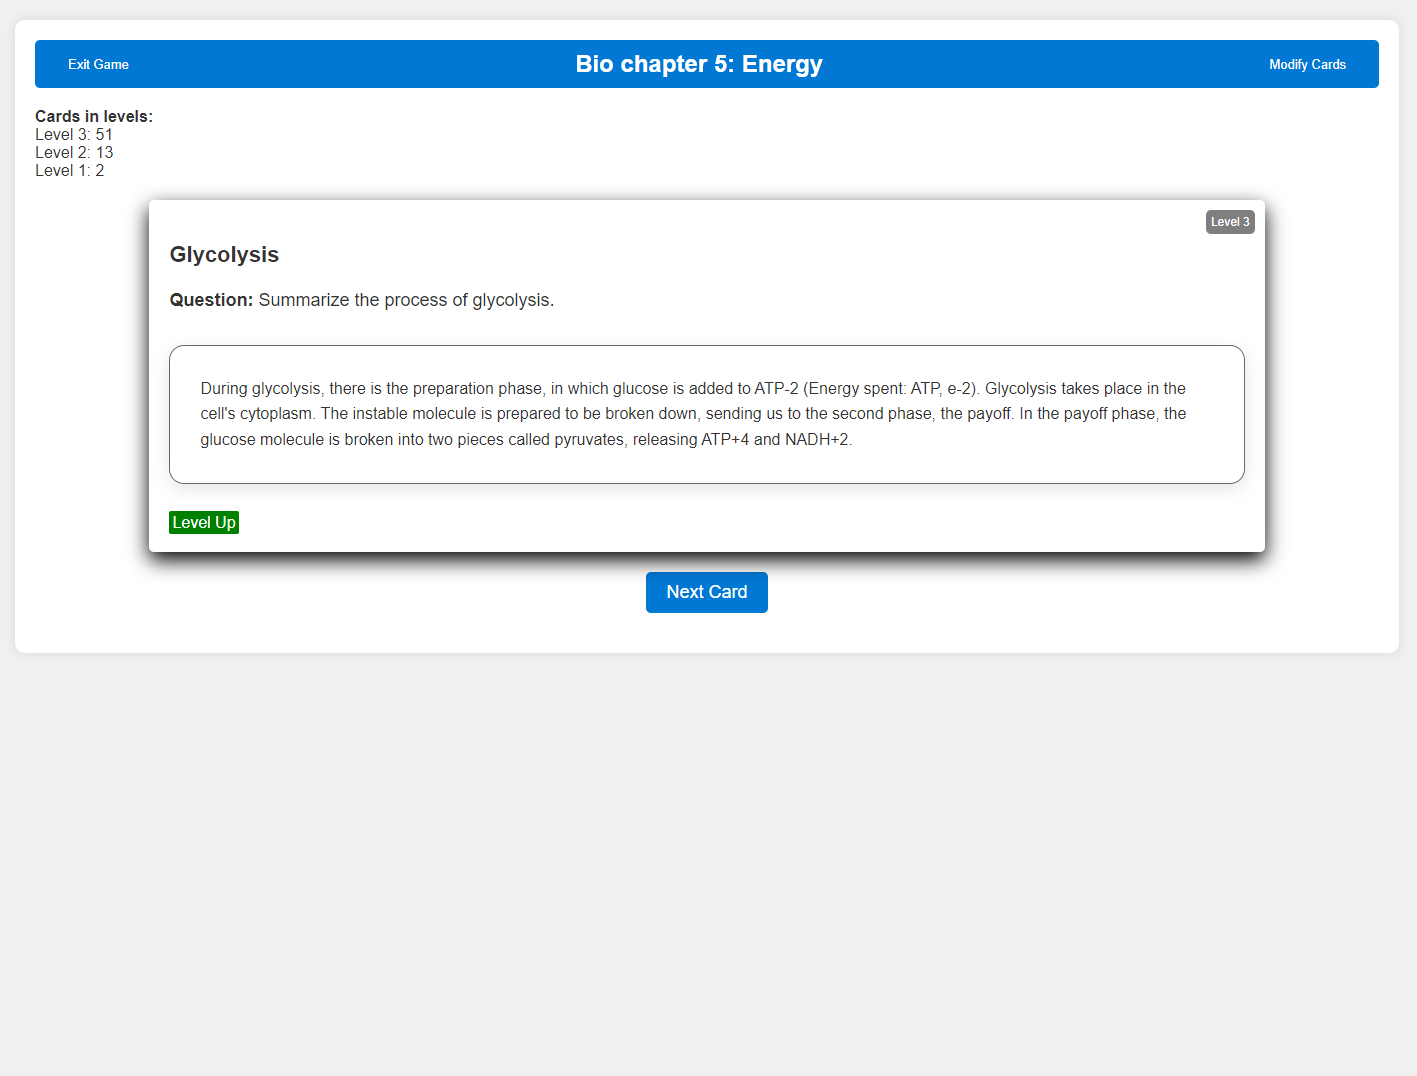 Exit Game
Bio chapter 5: Energy
Modify Cards
Cards in levels:
Level 3: 51
Level 2: 13
Level 1: 2
Level 3
Glycolysis
Question: Summarize the process of glycolysis.
During glycolysis, there is the preparation phase, in which glucose is added to ATP-2 (Energy spent: ATP, e-2). Glycolysis takes place in the
cell's cytoplasm. The instable molecule is prepared to be broken down, sending us to the second phase, the payoff. In the payoff phase, the
glucose molecule is broken into two pieces called pyruvates, releasing ATP+4 and NADH+2.
Level Up
Next Card